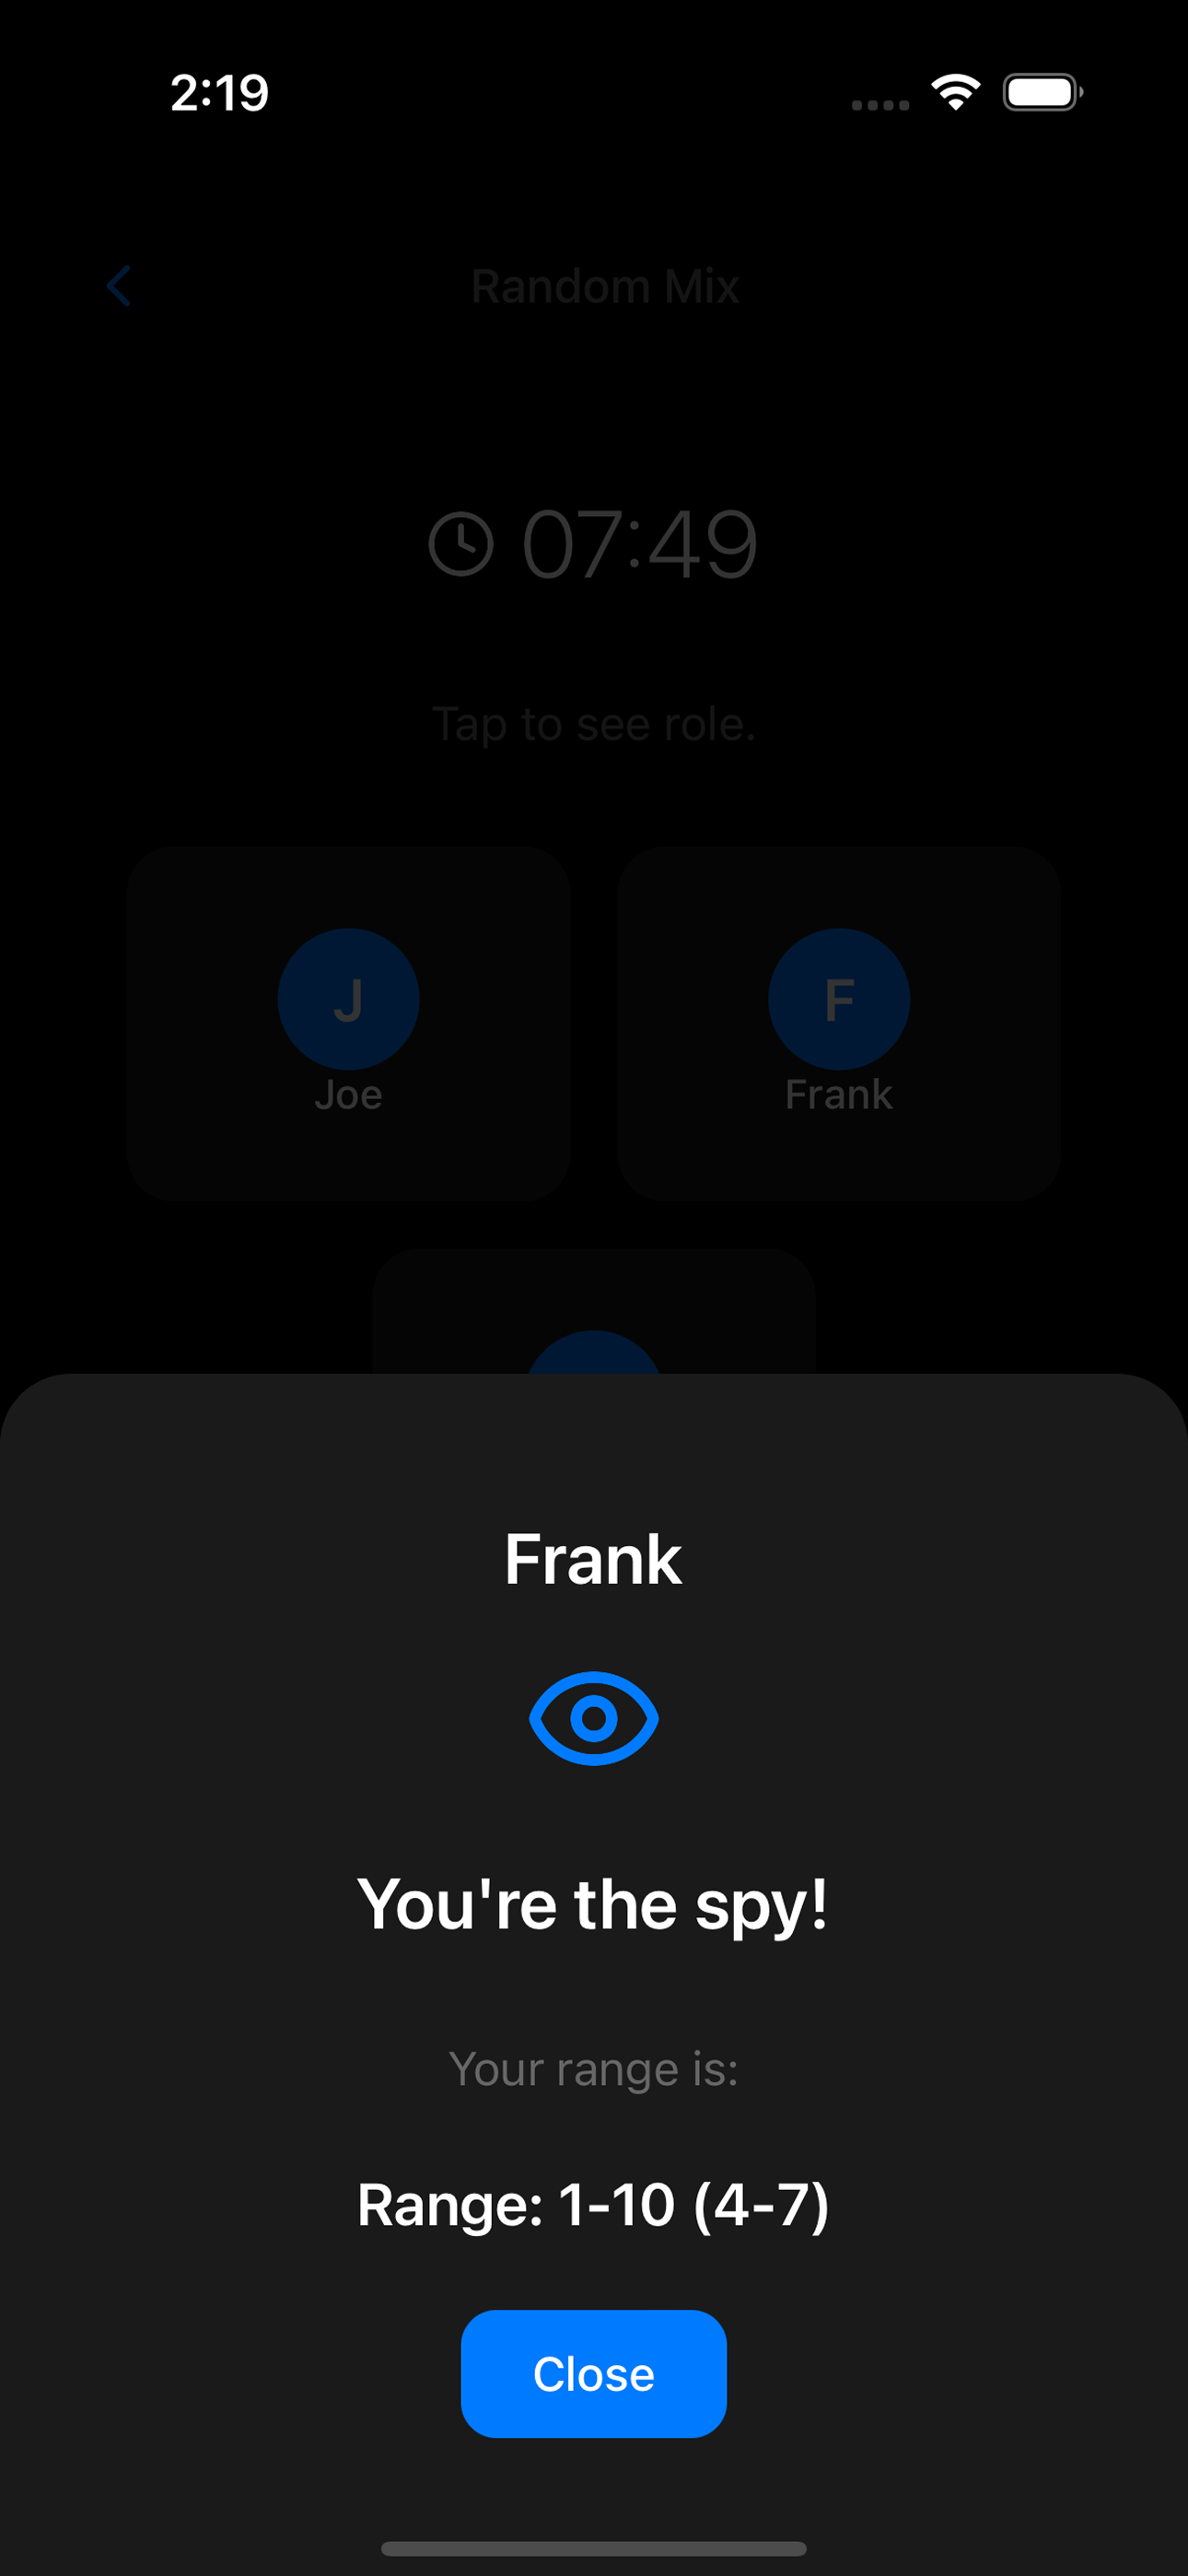 2:19
Random Mix
07:49
Tap to see role.
J
F
Joe
Frank
Frank
You're the spy!
Your range is:
Range: 1-10 (4-7)
Close